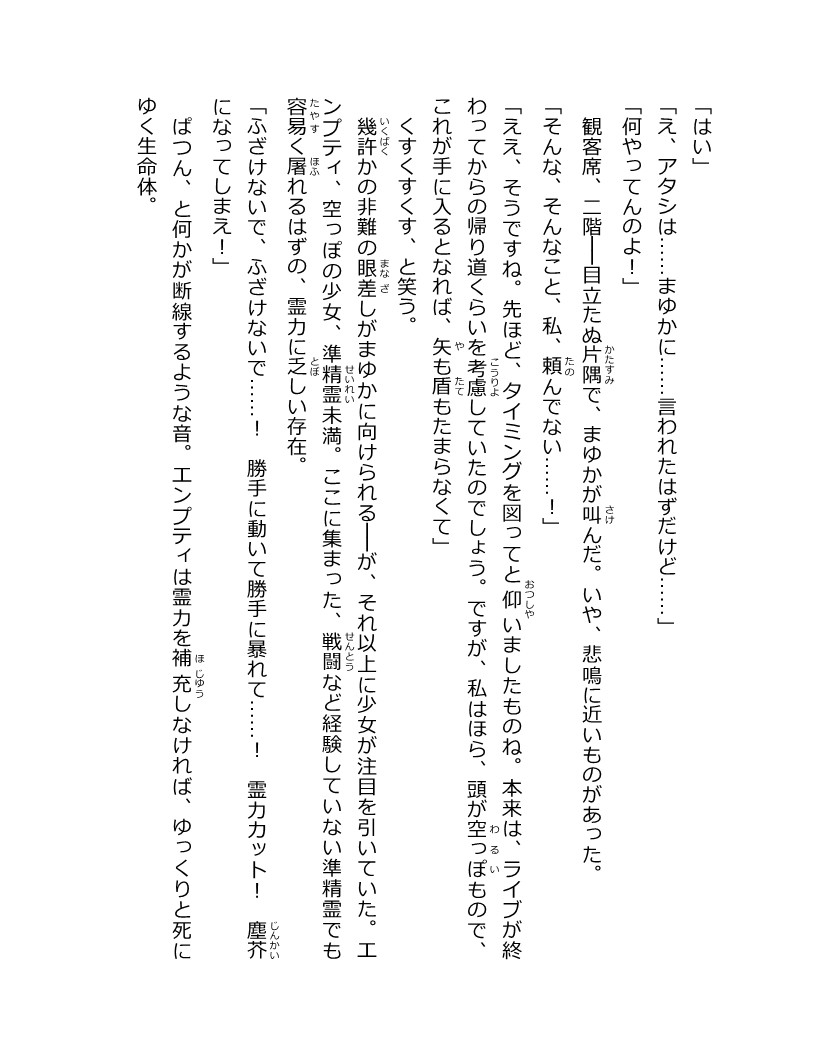 「はい」
「え、アタシは……まゆかに……言われたはずだけど……」
「何やってんのよ！」
観客席、二階──目立たぬ片隅で、まゆかが叫んだ。いや、悲鳴に近いものがあった。
「そんな、そんなこと、私、頼んでない……！」
「ええ、そうですね。先ほど、タイミングを図ってと仰いましたものね。本来は、ライブが終
わってからの帰り道くらいを考慮していたのでしょう。ですが、私はほら、頭が空っぽもので、
これが手に入るとなれば、矢も盾もたまらなくて」
くすくすくす、と笑う。
幾許かの非難の眼差しがまゆかに向けられる──が、それ以上に少女が注目を引いていた。エ
ンプティ、空っぽの少女、準精霊未満。ここに集まった、戦闘など経験していない準精霊でも
容易く屠れるはずの、霊力に乏しい存在。
「ふざけないで、ふざけないで……！　勝手に動いて勝手に暴れて……！　霊力カット！　塵芥
になってしまえ！」
ぱつん、と何かが断線するような音。エンプティは霊力を補充しなければ、ゆっくりと死に
ゆく生命体。